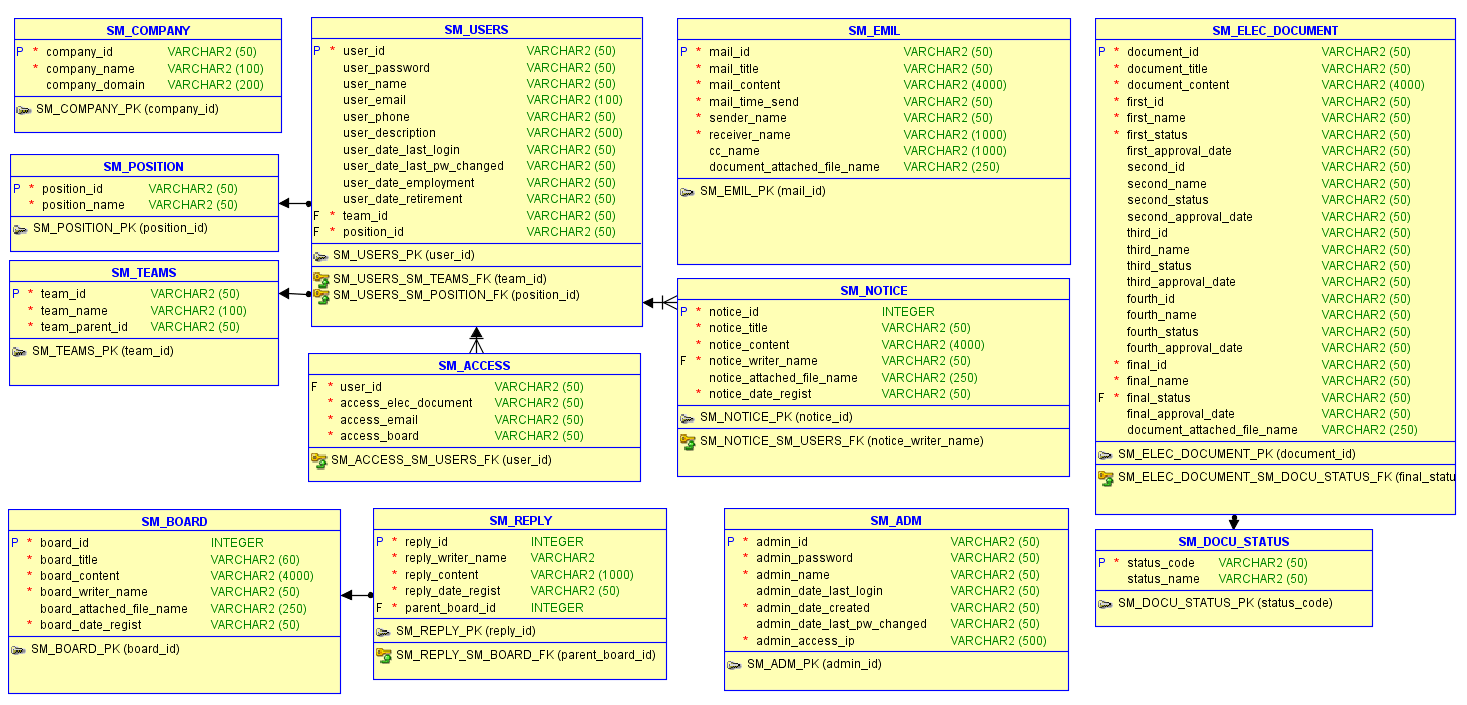 SM_COMPANY
P * company_id VARCHAR2 (50)
* company_name VARCHAR2 (100)
company_domain VARCHAR2 (200)
SM_COMPANY_PK (company_id)
SM_POSITION
P * position_id VARCHAR2 (50)
* position_name VARCHAR2 (50)
SM_POSITION_PK (position_id)
SM_TEAMS
P * team_id VARCHAR2 (50)
* team_name VARCHAR2 (100)
* team_parent_id VARCHAR2 (50)
SM_TEAMS_PK (team_id)
SM_USERS
P * user_id VARCHAR2 (50)
user_password VARCHAR2 (50)
user_name VARCHAR2 (50)
user_email VARCHAR2 (100)
user_phone VARCHAR2 (50)
user_description VARCHAR2 (500)
user_date_last_login VARCHAR2 (50)
user_date_last_pw_changed VARCHAR2 (50)
user_date_employment VARCHAR2 (50)
user_date_retirement VARCHAR2 (50)
F * team_id VARCHAR2 (50)
F * position_id VARCHAR2 (50)
SM_USERS_PK (user_id)
SM_USERS_SM_TEAMS_FK (team_id)
SM_USERS_SM_POSITION_FK (position_id)
SM_ACCESS
F * user_id VARCHAR2 (50)
* access_elec_document VARCHAR2 (50)
* access_email VARCHAR2 (50)
* access_board VARCHAR2 (50)
SM_ACCESS_SM_USERS_FK (user_id)
SM_EMIL
P * mail_id VARCHAR2 (50)
* mail_title VARCHAR2 (50)
* mail_content VARCHAR2 (4000)
* mail_time_send VARCHAR2 (50)
* sender_name VARCHAR2 (50)
* receiver_name VARCHAR2 (1000)
cc_name VARCHAR2 (1000)
document_attached_file_name VARCHAR2 (250)
SM_EMIL_PK (mail_id)
SM_NOTICE
P * notice_id INTEGER
* notice_title VARCHAR2 (50)
* notice_content VARCHAR2 (4000)
F * notice_writer_name VARCHAR2 (50)
notice_attached_file_name VARCHAR2 (250)
* notice_date_regist VARCHAR2 (50)
SM_NOTICE_PK (notice_id)
SM_NOTICE_SM_USERS_FK (notice_writer_name)
SM_ELEC_DOCUMENT
P * document_id VARCHAR2 (50)
* document_title VARCHAR2 (50)
* document_content VARCHAR2 (4000)
* first_id VARCHAR2 (50)
* first_name VARCHAR2 (50)
* first_status VARCHAR2 (50)
first_approval_date VARCHAR2 (50)
second_id VARCHAR2 (50)
second_name VARCHAR2 (50)
second_status VARCHAR2 (50)
second_approval_date VARCHAR2 (50)
third_id VARCHAR2 (50)
third_name VARCHAR2 (50)
third_status VARCHAR2 (50)
third_approval_date VARCHAR2 (50)
fourth_id VARCHAR2 (50)
fourth_name VARCHAR2 (50)
fourth_status VARCHAR2 (50)
fourth_approval_date VARCHAR2 (50)
* final_id VARCHAR2 (50)
* final_name VARCHAR2 (50)
F * final_status VARCHAR2 (50)
final_approval_date VARCHAR2 (50)
document_attached_file_name VARCHAR2 (250)
SM_ELEC_DOCUMENT_PK (document_id)
SM_ELEC_DOCUMENT_SM_DOCU_STATUS_FK (final_statu
SM_BOARD
P * board_id INTEGER
* board_title VARCHAR2 (60)
* board_content VARCHAR2 (4000)
* board_writer_name VARCHAR2 (50)
board_attached_file_name VARCHAR2 (250)
* board_date_regist VARCHAR2 (50)
SM_BOARD_PK (board_id)
SM_REPLY
P * reply_id INTEGER
* reply_writer_name VARCHAR2
* reply_content VARCHAR2 (1000)
* reply_date_regist VARCHAR2 (50)
F * parent_board_id INTEGER
SM_REPLY_PK (reply_id)
SM_REPLY_SM_BOARD_FK (parent_board_id)
SM_ADM
P * admin_id VARCHAR2 (50)
* admin_password VARCHAR2 (50)
* admin_name VARCHAR2 (50)
admin_date_last_login VARCHAR2 (50)
* admin_date_created VARCHAR2 (50)
admin_date_last_pw_changed VARCHAR2 (50)
* admin_access_ip VARCHAR2 (500)
SM_ADM_PK (admin_id)
SM_DOCU_STATUS
P * status_code VARCHAR2 (50)
status_name VARCHAR2 (50)
SM_DOCU_STATUS_PK (status_code)